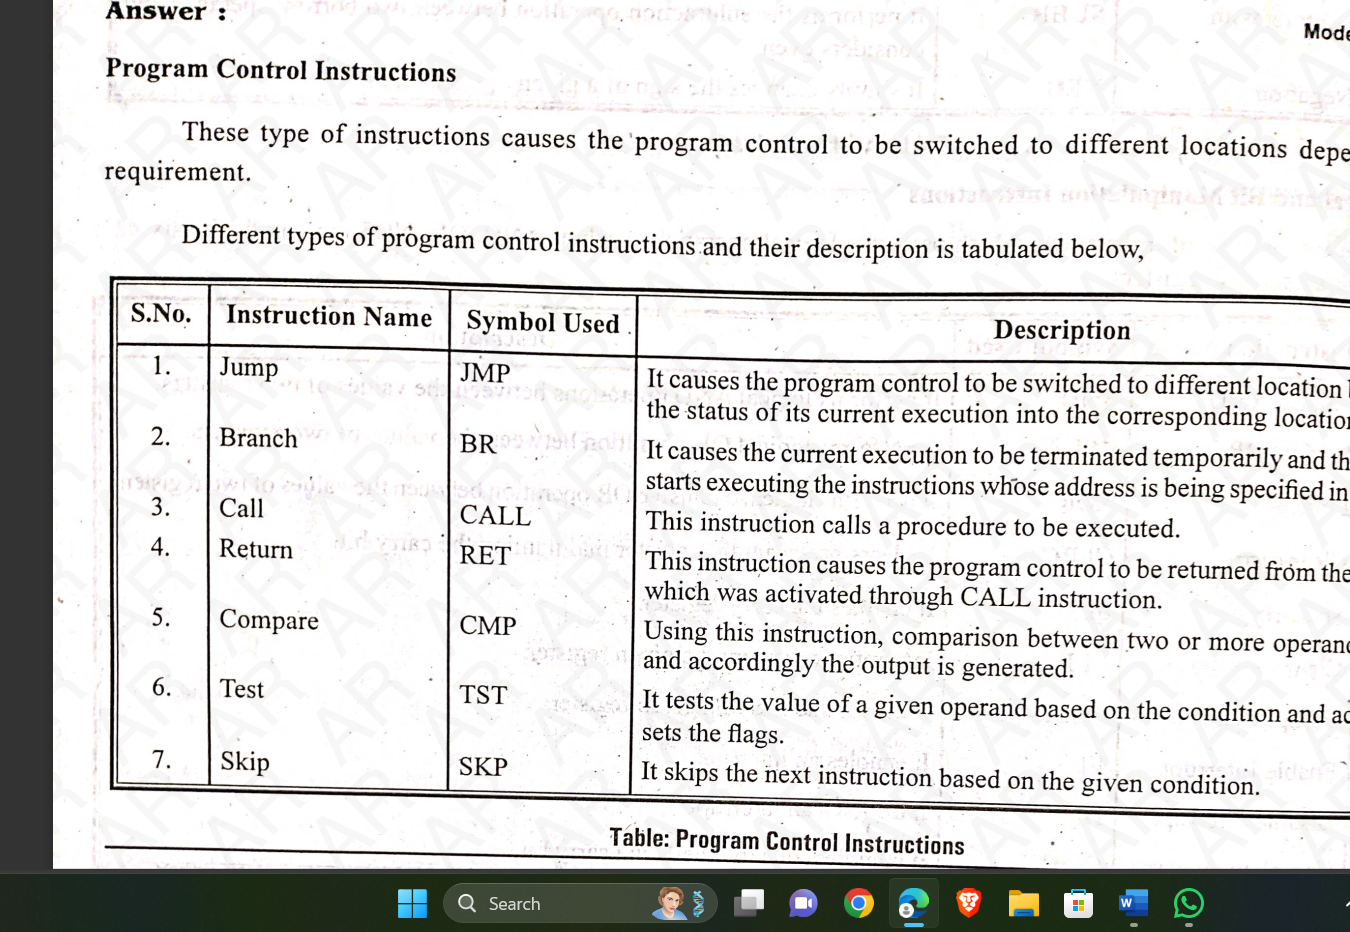 Answer :
Mode
Program Control Instructions
These type of instructions causes the program control to be switched to different locations depe
requirement.
Different types of program control instructions and their description is tabulated below,
S.No. Instruction Name Symbol Used Description
1. Jump JMP It causes the program control to be switched to different location
the status of its current execution into the corresponding locatio
2. Branch BR It causes the current execution to be terminated temporarily and th
starts executing the instructions whose address is being specified in
3. Call CALL This instruction calls a procedure to be executed.
4. Return RET This instruction causes the program control to be returned from the
which was activated through CALL instruction.
5. Compare CMP Using this instruction, comparison between two or more operan
and accordingly the output is generated.
6. Test TST It tests the value of a given operand based on the condition and ac
sets the flags.
7. Skip SKP It skips the next instruction based on the given condition.
Table: Program Control Instructions
Search